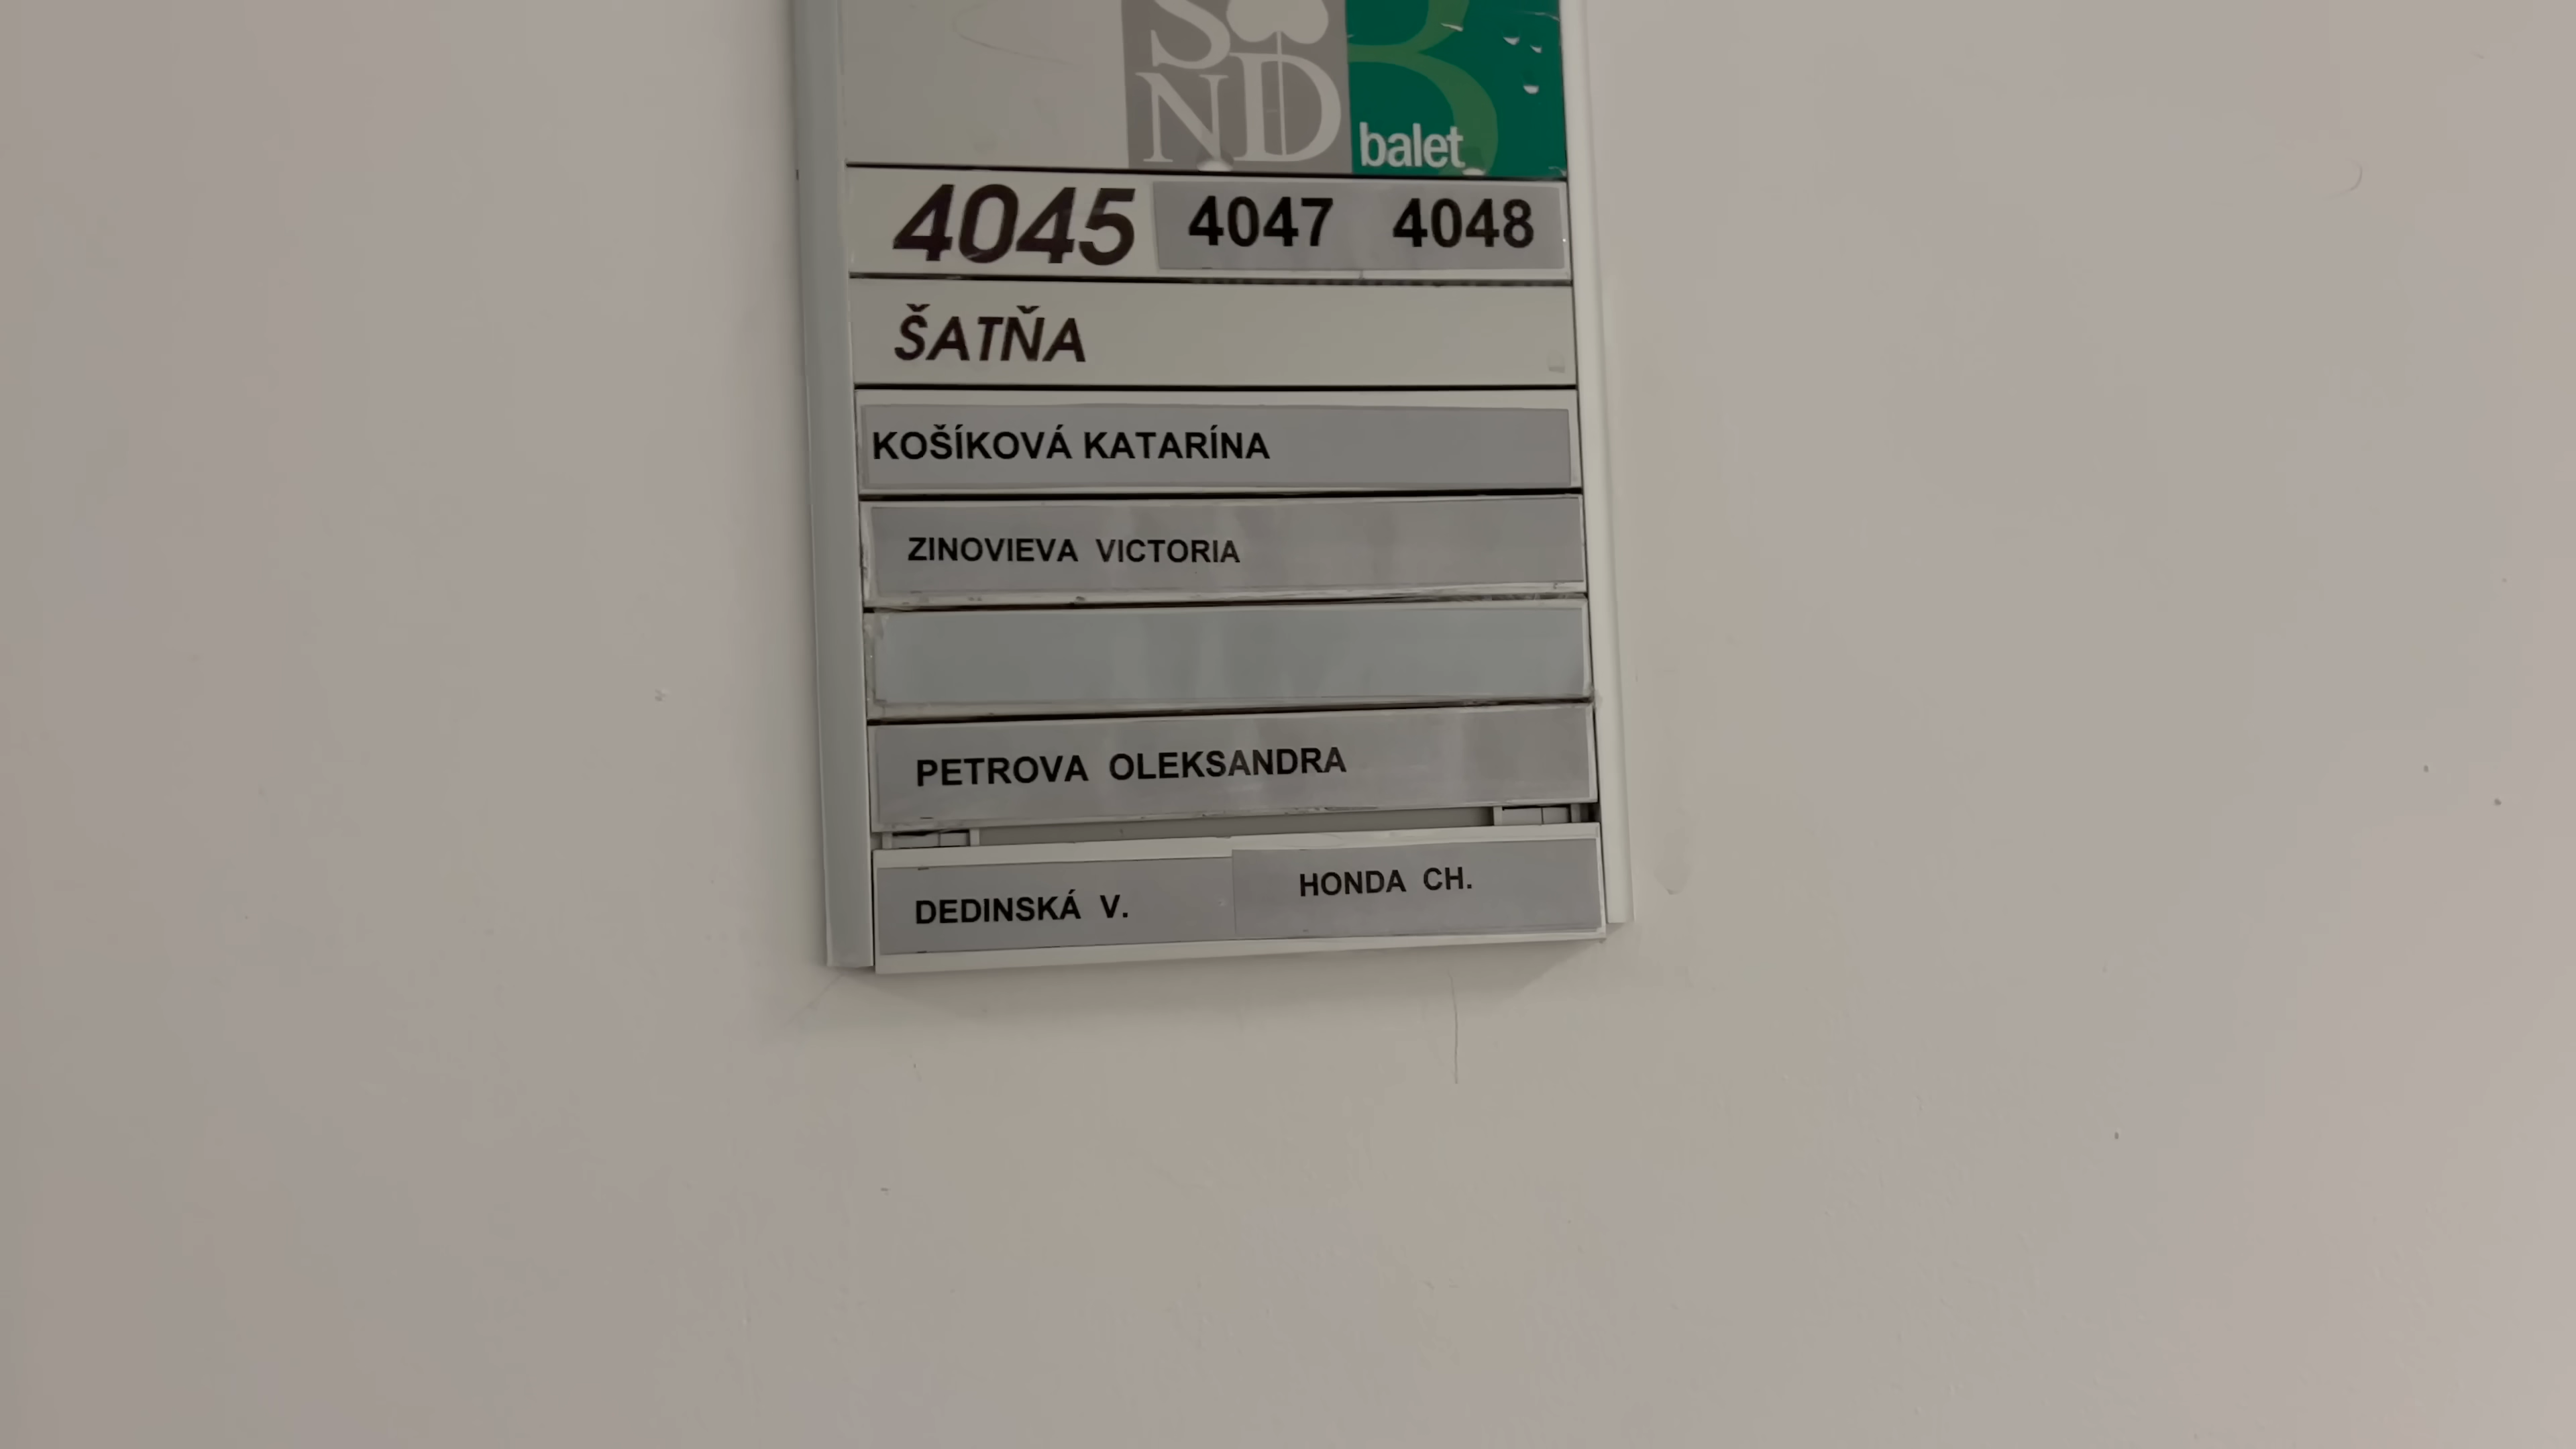 SND
balet
4045 4047 4048
ŠATŇA
KOŠÍKOVÁ KATARÍNA
ZINOVIEVA VICTORIA
PETROVA OLEKSANDRA
DEDINSKÁ V. HONDA CH.